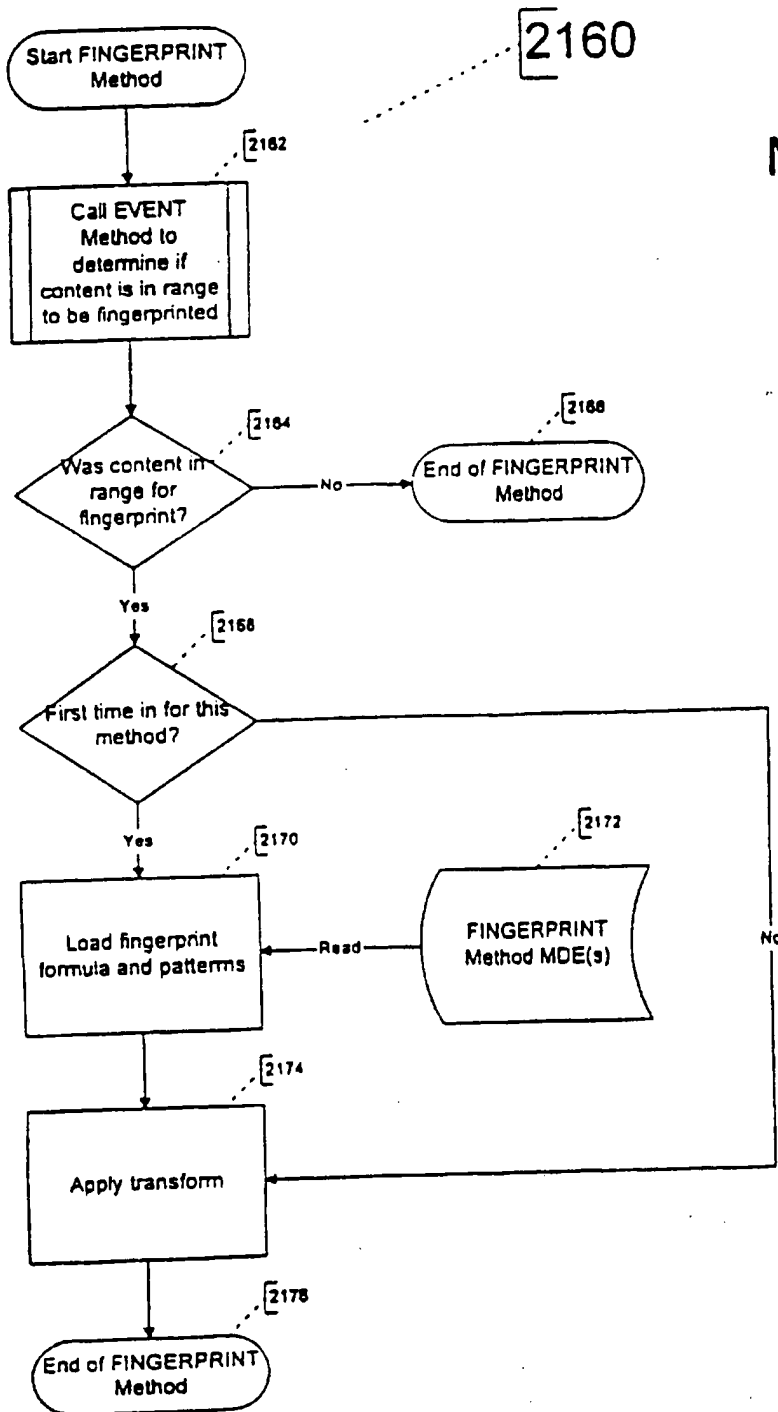 Start FINGERPRINT
Method
2160
2162
Call EVENT
Method to
determine if
content is in range
to be fingerprinted
2164
Was content in
range for
fingerprint?
No
2166
End of FINGERPRINT
Method
Yes
2168
First time in for this
method?
Yes
2170
Load fingerprint
formula and patterms
Read
2172
FINGERPRINT
Method MDE(s)
No
2174
Apply transform
2178
End of FINGERPRINT
Method